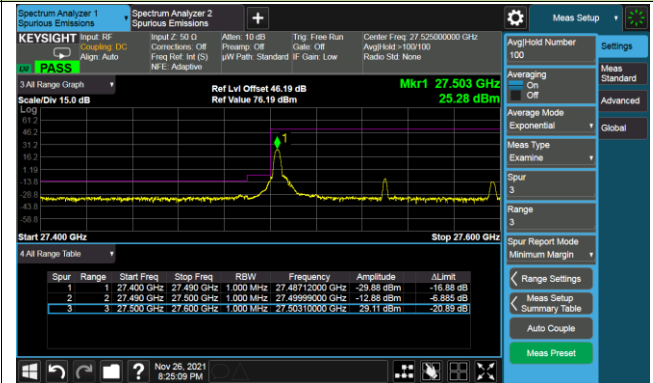 Spectrum Analyzer 1
Spurious Emissions
Spectrum Analyzer 2
Spurious Emissions
+
Meas Setup
KEYSIGHT
PASS
Input: RF
Coupling: DC
Align: Auto
Input Z: 50 Ω
Corrections: Off
Freq Ref: Int (S)
NFE: Adaptive
Atten: 10 dB
Preamp: Off
µW Path: Standard
Trig: Free Run
Gate: Off
IF Gain: Low
Center Freq: 27.525000000 GHz
Avg|Hold:>100/100
Radio Std: None
3 All Range Graph
Scale/Div 15.0 dB
Ref Lvl Offset 46.19 dB
Ref Value 76.19 dBm
Mkr1 27.503 GHz
25.28 dBm
Log
61.2
46.2
31.2
16.2
1.19
-13.8
-28.8
-43.8
-58.8
1
Start 27.400 GHz
Stop 27.600 GHz
4 All Range Table
Spur Range Start Freq Stop Freq RBW Frequency Amplitude ΔLimit
1 1 27.400 GHz 27.490 GHz 1.000 MHz 27.48712000 GHz -29.88 dBm -16.88 dB
2 2 27.490 GHz 27.500 GHz 1.000 MHz 27.49999000 GHz -12.88 dBm -6.885 dB
3 3 27.500 GHz 27.600 GHz 1.000 MHz 27.50310000 GHz 29.11 dBm -20.89 dB
Avg|Hold Number
100
Averaging
On
Off
Average Mode
Exponential
Meas Type
Examine
Spur
3
Range
3
Spur Report Mode
Minimum Margin
Range Settings
Meas Setup
Summary Table
Auto Couple
Meas Preset
Settings
Meas
Standard
Advanced
Global
?
Nov 26, 2021
8:25:09 PM